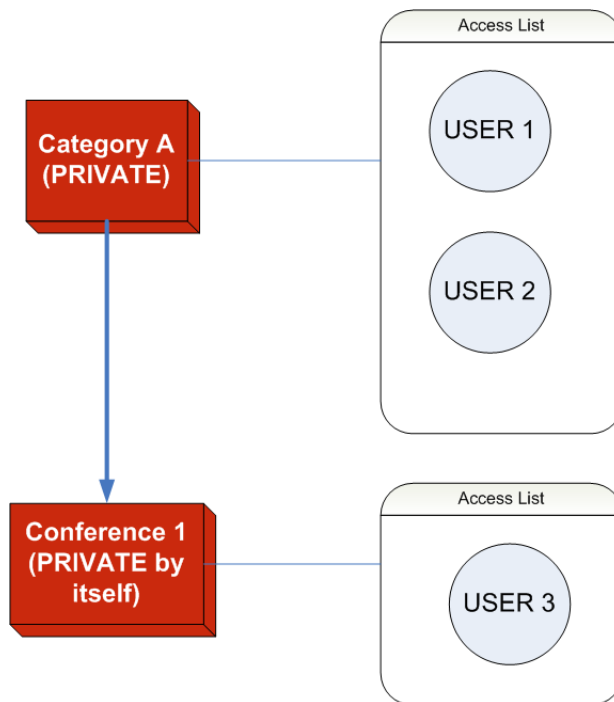 Access List
USER 1
Category A
(PRIVATE)
USER 2
Access List
Conference 1
(PRIVATE by
itself)
USER 3